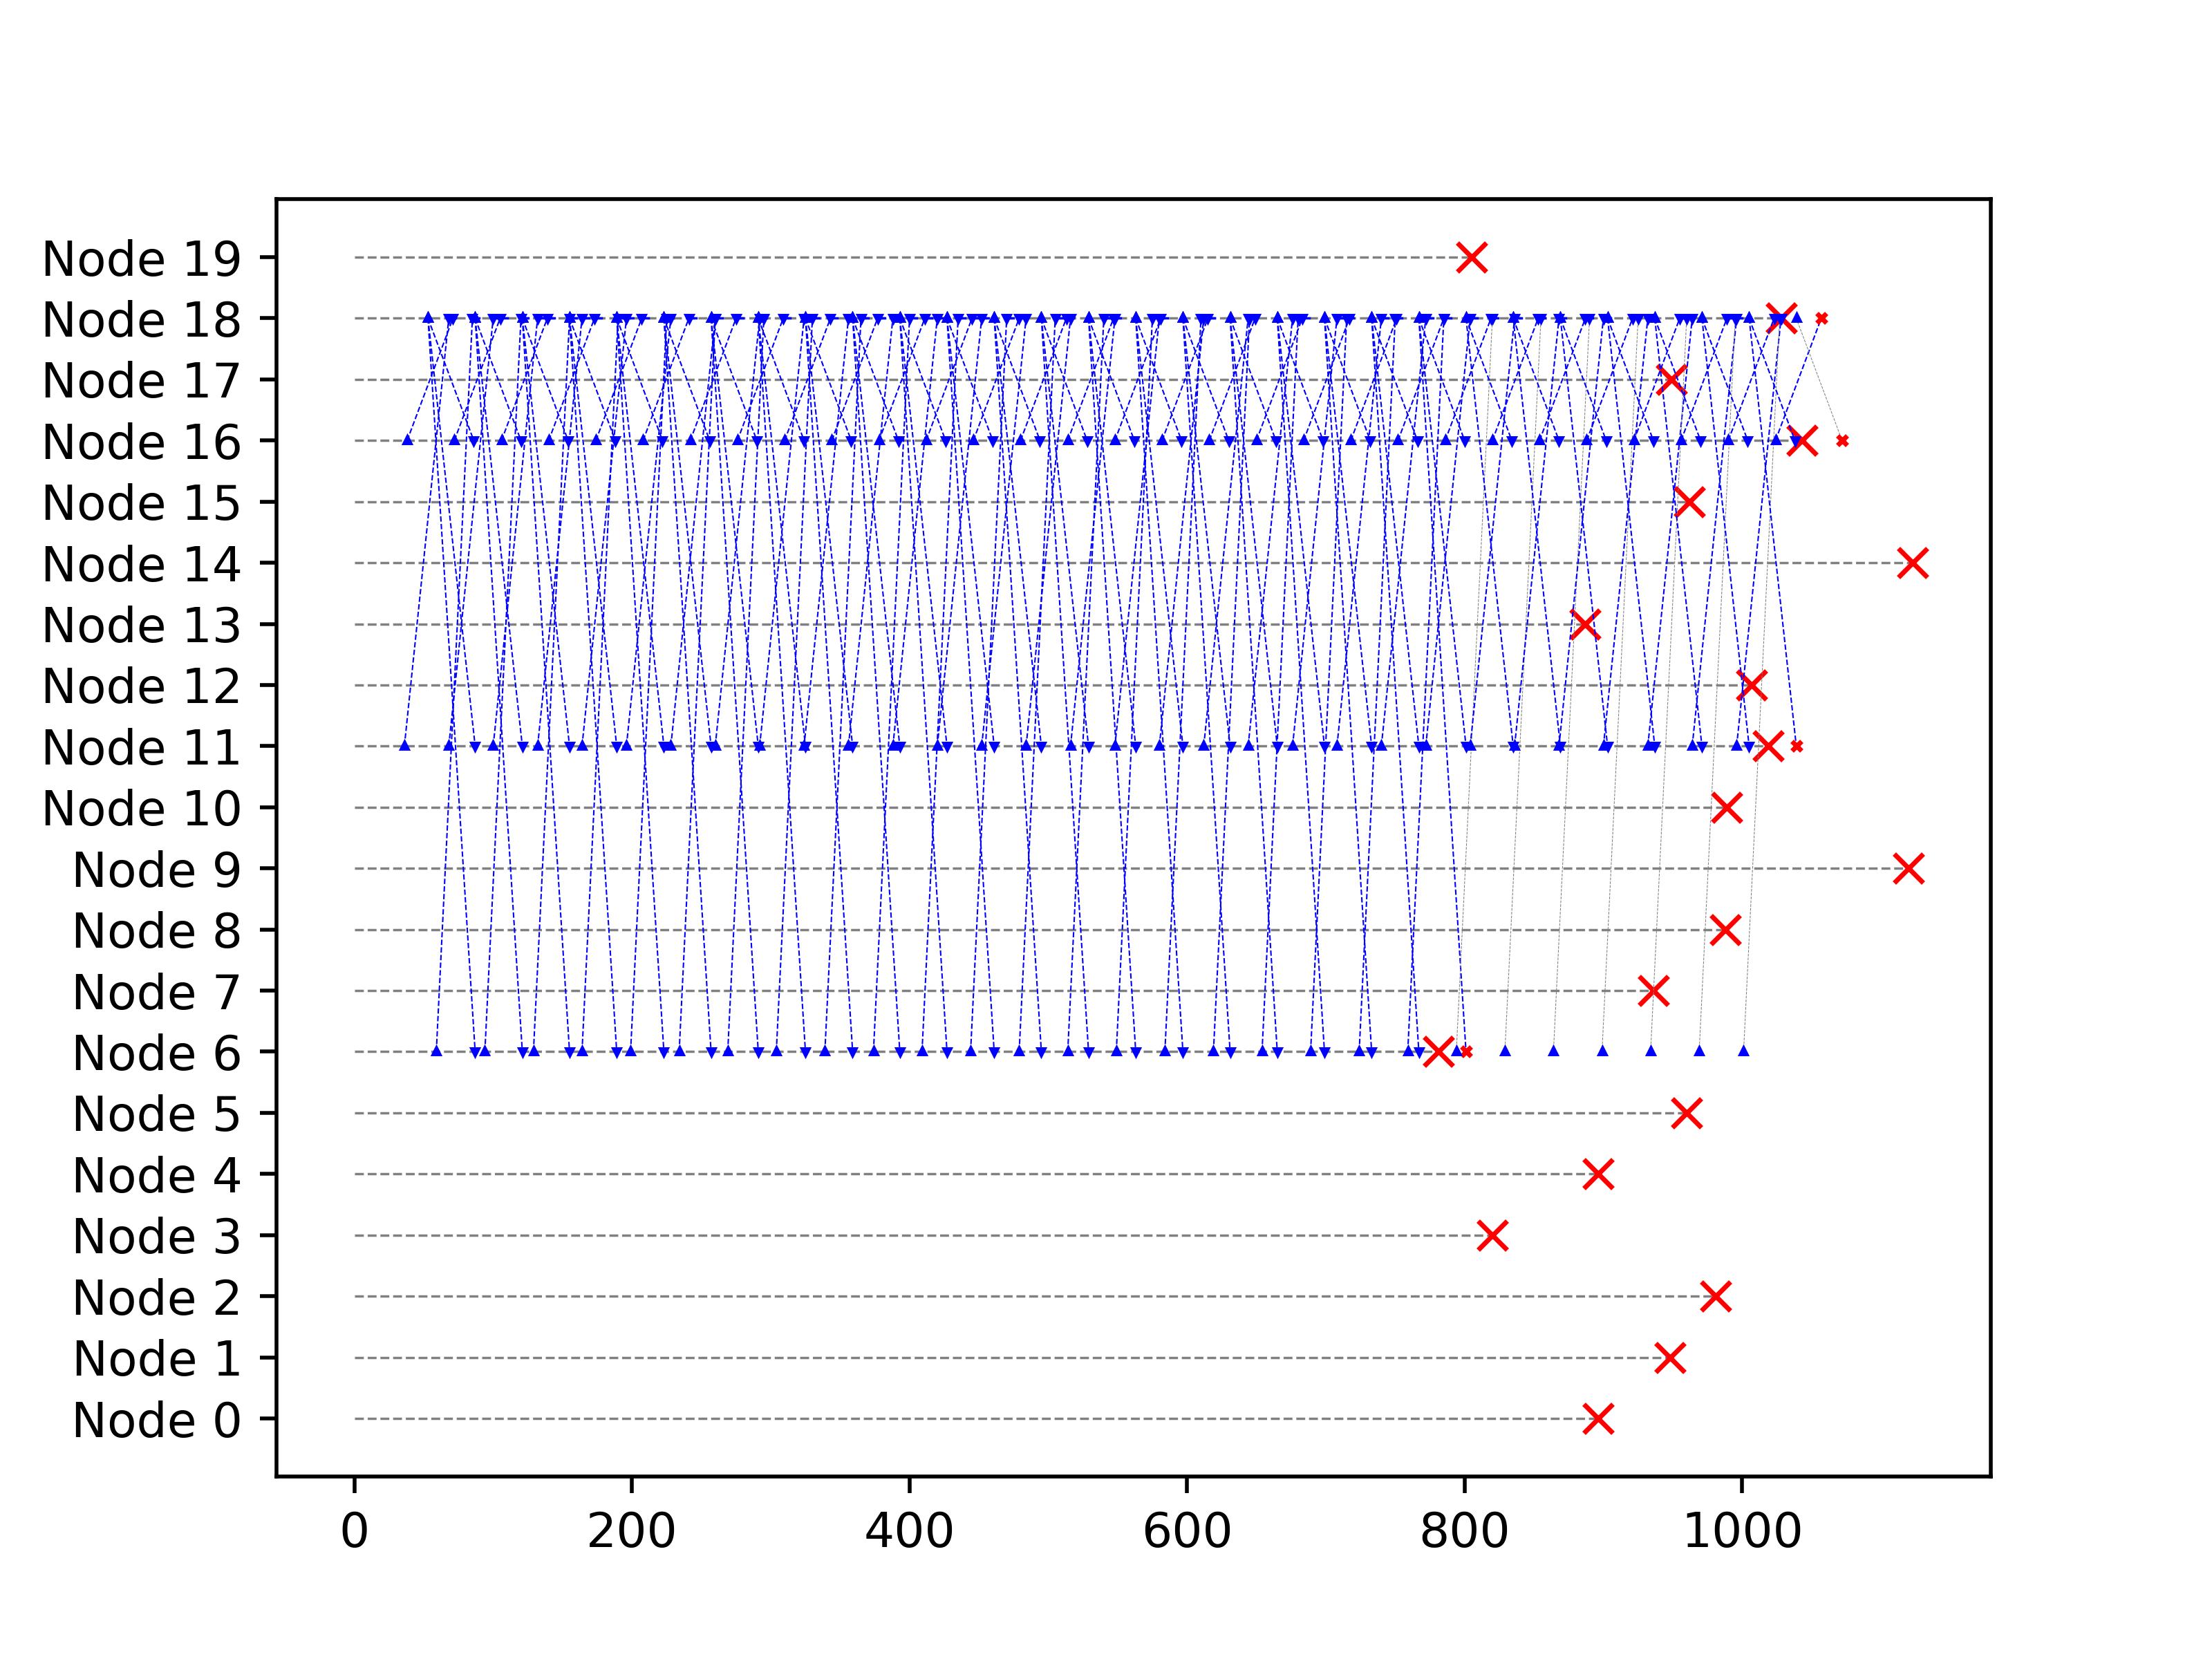 Node 19
Node 18
Node 17
Node 16
Node 15
Node 14
Node 13
Node 12
Node 11
Node 10
Node 9
Node 8
Node 7
Node 6
Node 5
Node 4
Node 3
Node 2
Node 1
Node 0
0 200 400 600 800 1000